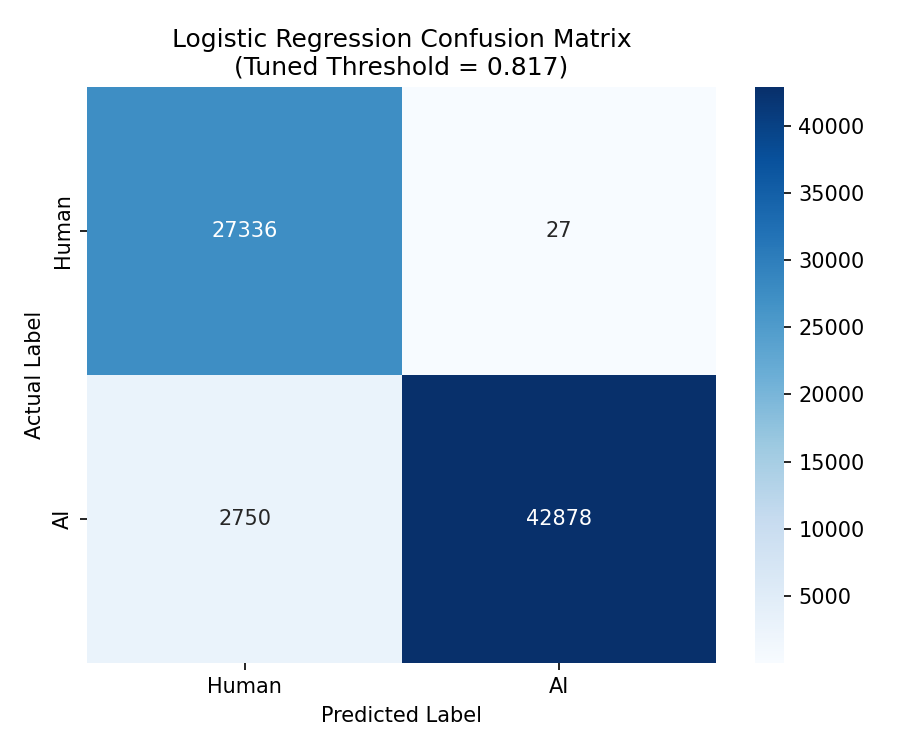 Logistic Regression Confusion Matrix
(Tuned Threshold = 0.817)
Actual Label
Human
27336
27
AI
2750
42878
Human
AI
Predicted Label
40000
35000
30000
25000
20000
15000
10000
5000